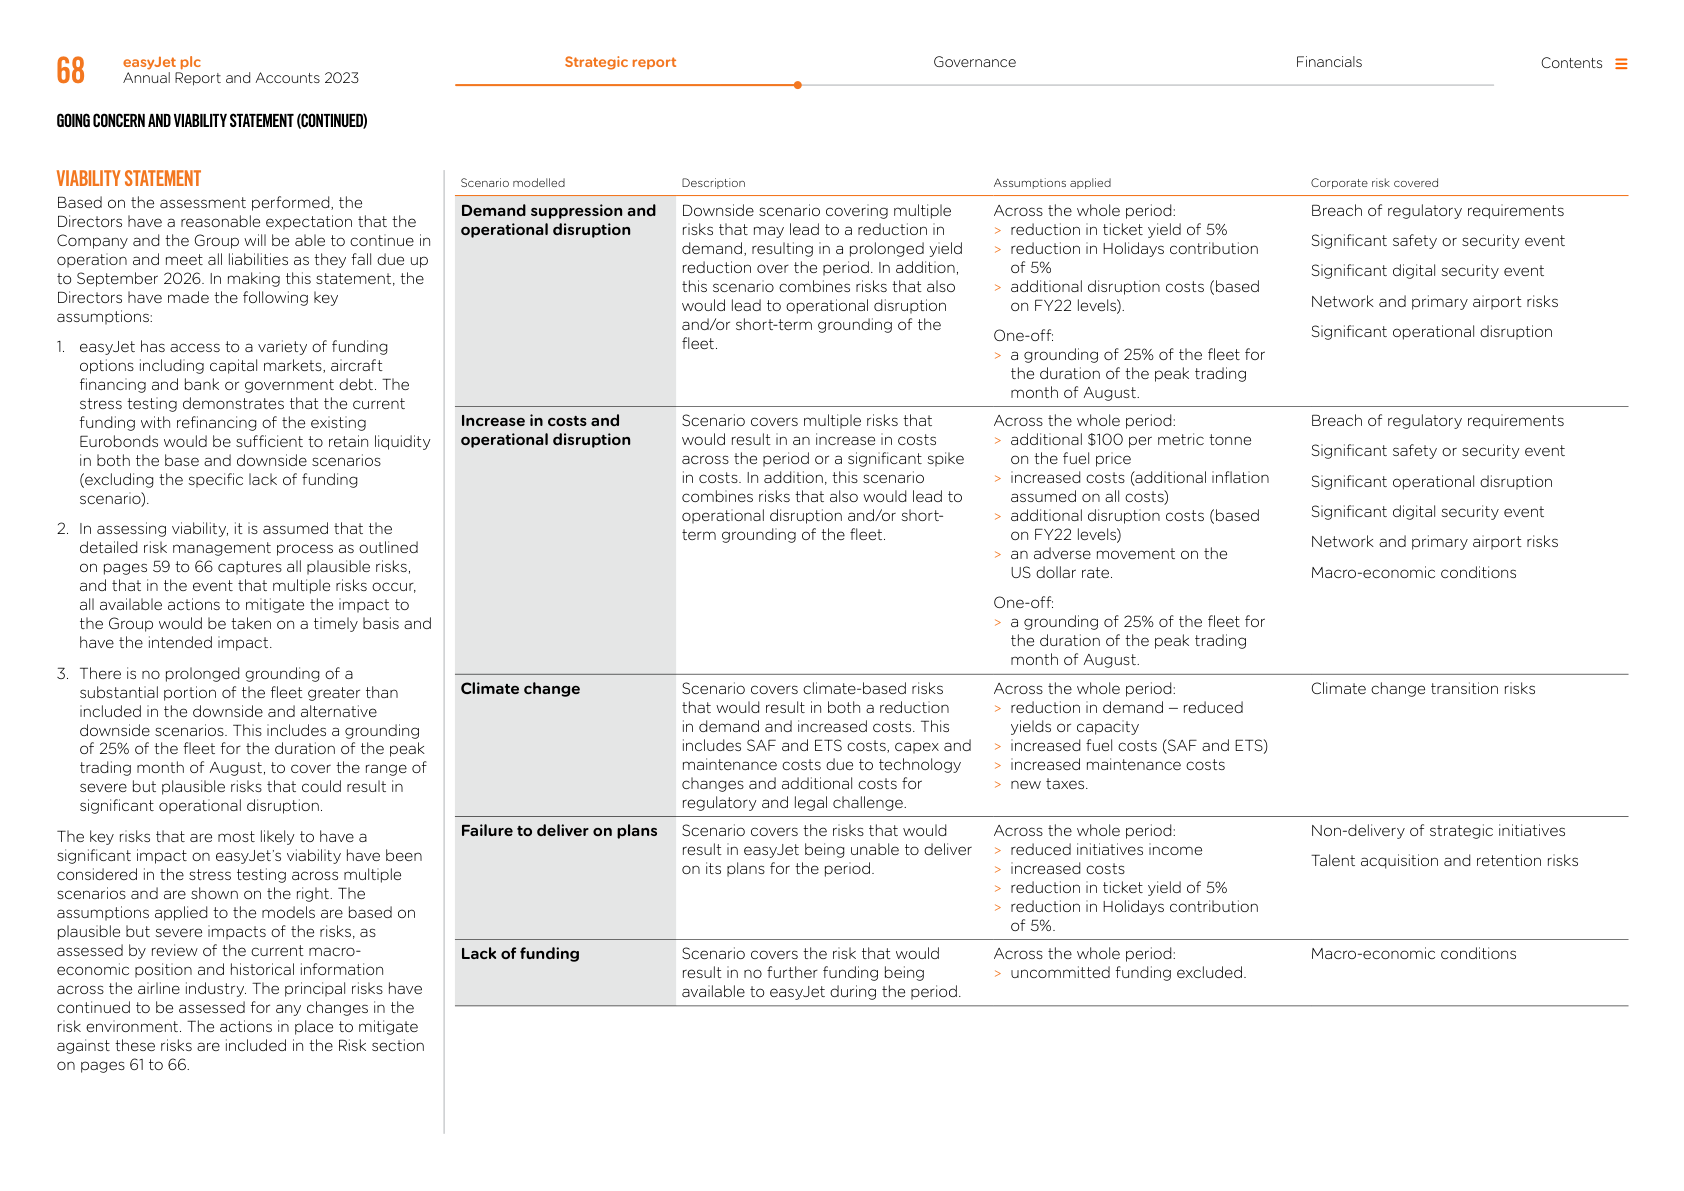 68
easyJet plc
Annual Report and Accounts 2023
Strategic report
Governance
Financials
Contents
GOING CONCERN AND VIABILITY STATEMENT (CONTINUED)
VIABILITY STATEMENT
Based on the assessment performed, the
Directors have a reasonable expectation that the
Company and the Group will be able to continue in
operation and meet all liabilities as they fall due up
to September 2026. In making this statement, the
Directors have made the following key
assumptions:
1. easyJet has access to a variety of funding
options including capital markets, aircraft
financing and bank or government debt. The
stress testing demonstrates that the current
funding with refinancing of the existing
Eurobonds would be sufficient to retain liquidity
in both the base and downside scenarios
(excluding the specific lack of funding
scenario).
2. In assessing viability, it is assumed that the
detailed risk management process as outlined
on pages 59 to 66 captures all plausible risks,
and that in the event that multiple risks occur,
all available actions to mitigate the impact to
the Group would be taken on a timely basis and
have the intended impact.
3. There is no prolonged grounding of a
substantial portion of the fleet greater than
included in the downside and alternative
downside scenarios. This includes a grounding
of 25% of the fleet for the duration of the peak
trading month of August, to cover the range of
severe but plausible risks that could result in
significant operational disruption.
The key risks that are most likely to have a
significant impact on easyJet's viability have been
considered in the stress testing across multiple
scenarios and are shown on the right. The
assumptions applied to the models are based on
plausible but severe impacts of the risks, as
assessed by review of the current macro-
economic position and historical information
across the airline industry. The principal risks have
continued to be assessed for any changes in the
risk environment. The actions in place to mitigate
against these risks are included in the Risk section
on pages 61 to 66.
Scenario modelled
Description
Assumptions applied
Corporate risk covered
Demand suppression and
operational disruption
Downside scenario covering multiple
risks that may lead to a reduction in
demand, resulting in a prolonged yield
reduction over the period. In addition,
this scenario combines risks that also
would lead to operational disruption
and/or short-term grounding of the
fleet.
Across the whole period:
> reduction in ticket yield of 5%
> reduction in Holidays contribution
of 5%
> additional disruption costs (based
on FY22 levels).
One-off:
> a grounding of 25% of the fleet for
the duration of the peak trading
month of August.
Breach of regulatory requirements
Significant safety or security event
Significant digital security event
Network and primary airport risks
Significant operational disruption
Increase in costs and
operational disruption
Scenario covers multiple risks that
would result in an increase in costs
across the period or a significant spike
in costs. In addition, this scenario
combines risks that also would lead to
operational disruption and/or short-
term grounding of the fleet.
Across the whole period:
> additional $100 per metric tonne
on the fuel price
> increased costs (additional inflation
assumed on all costs)
> additional disruption costs (based
on FY22 levels)
> an adverse movement on the
US dollar rate.
One-off:
> a grounding of 25% of the fleet for
the duration of the peak trading
month of August.
Breach of regulatory requirements
Significant safety or security event
Significant operational disruption
Significant digital security event
Network and primary airport risks
Macro-economic conditions
Climate change
Scenario covers climate-based risks
that would result in both a reduction
in demand and increased costs. This
includes SAF and ETS costs, capex and
maintenance costs due to technology
changes and additional costs for
regulatory and legal challenge.
Across the whole period:
> reduction in demand – reduced
yields or capacity
> increased fuel costs (SAF and ETS)
> increased maintenance costs
> new taxes.
Climate change transition risks
Failure to deliver on plans
Scenario covers the risks that would
result in easyJet being unable to deliver
on its plans for the period.
Across the whole period:
> reduced initiatives income
> increased costs
> reduction in ticket yield of 5%
> reduction in Holidays contribution
of 5%.
Non-delivery of strategic initiatives
Talent acquisition and retention risks
Lack of funding
Scenario covers the risk that would
result in no further funding being
available to easyJet during the period.
Across the whole period:
> uncommitted funding excluded.
Macro-economic conditions